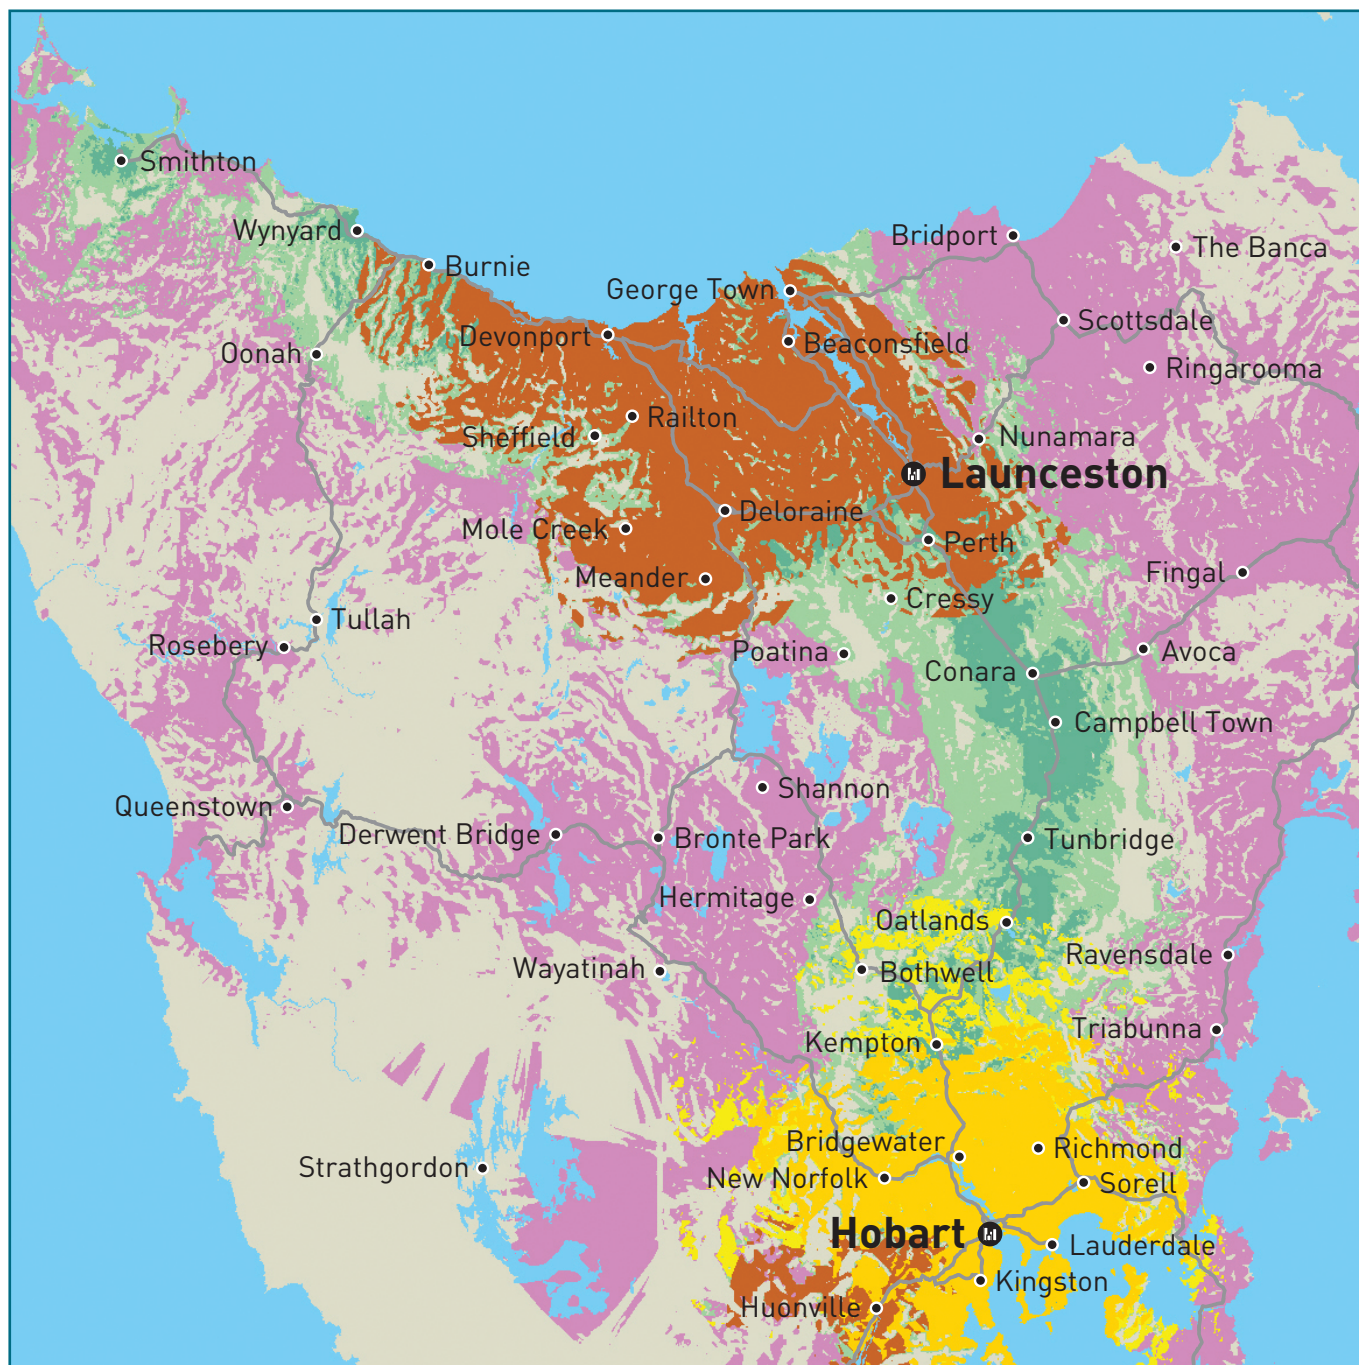 Smithton
Wynyard
Burnie
Bridport
The Banca
George Town
Scottsdale
Devonport
Beaconsfield
Oonah
Ringarooma
Railton
Sheffield
Nunamara
Launceston
Deloraine
Mole Creek
Perth
Meander
Fingal
Cressy
Tullah
Rosebery
Poatina
Avoca
Conara
Campbell Town
Shannon
Queenstown
Derwent Bridge
Bronte Park
Tunbridge
Hermitage
Oatlands
Ravensdale
Wayatinah
Bothwell
Triabunna
Kempton
Bridgewater
Richmond
Strathgordon
New Norfolk
Sorell
Hobart
Lauderdale
Kingston
Huonville